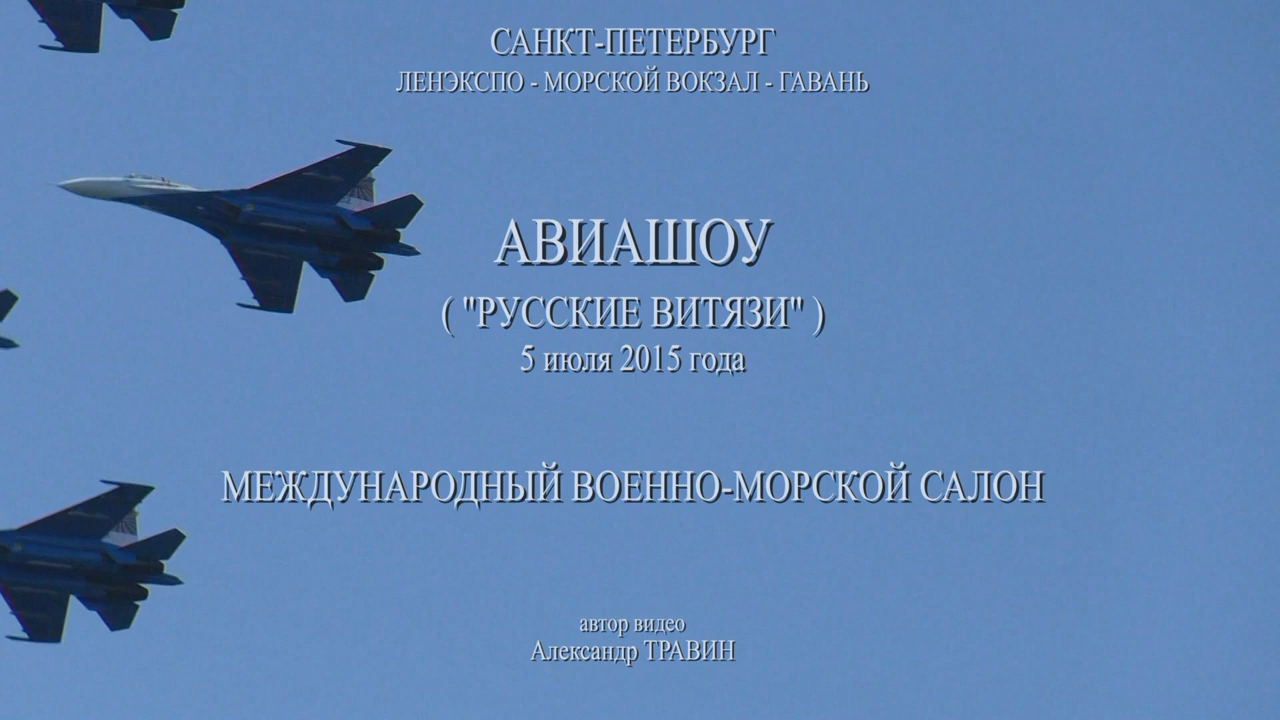 САНКТ-ПЕТЕРБУРГ
ЛЕНЭКСПО - МОРСКОЙ ВОКЗАЛ - ГАВАНЬ
АВИАШОУ
( "РУССКИЕ ВИТЯЗИ" )
5 июля 2015 года
МЕЖДУНАРОДНЫЙ ВОЕННО-МОРСКОЙ САЛОН
автор видео
Александр ТРАВИН